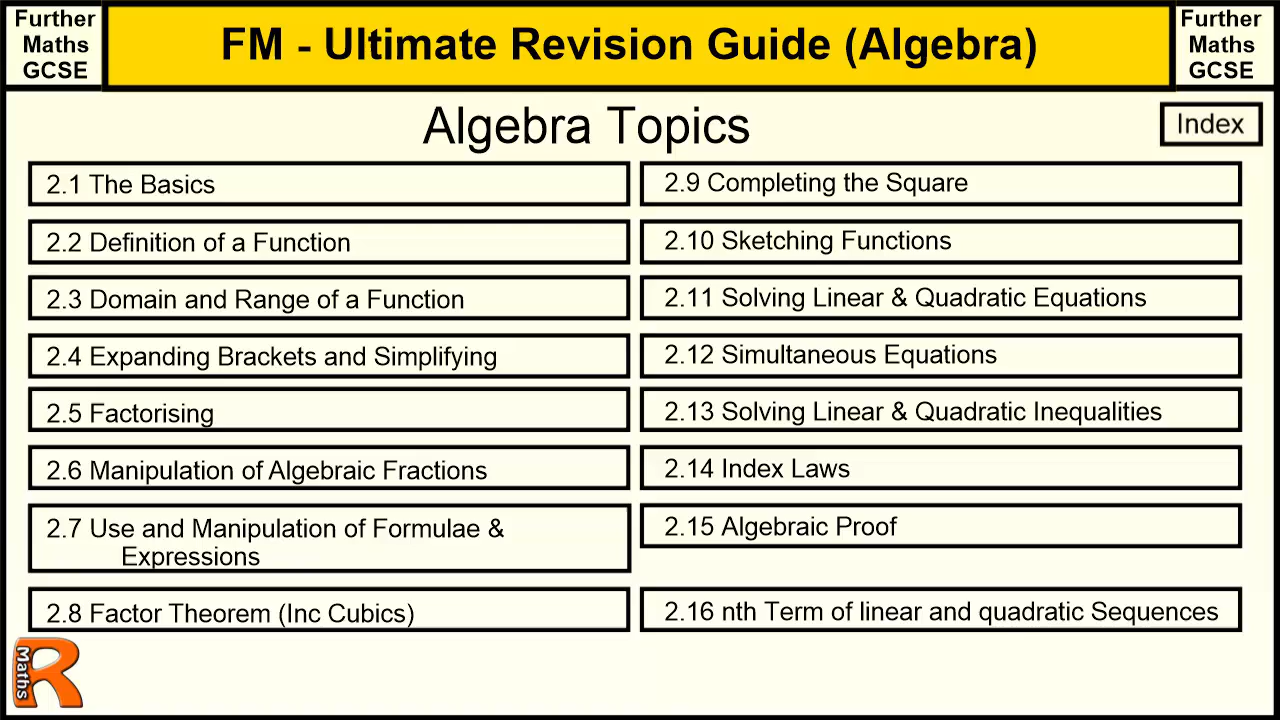 Further
Maths
GCSE
FM - Ultimate Revision Guide (Algebra)
Further
Maths
GCSE
Algebra Topics
Index
2.1 The Basics
2.2 Definition of a Function
2.3 Domain and Range of a Function
2.4 Expanding Brackets and Simplifying
2.5 Factorising
2.6 Manipulation of Algebraic Fractions
2.7 Use and Manipulation of Formulae &
Expressions
2.8 Factor Theorem (Inc Cubics)
2.9 Completing the Square
2.10 Sketching Functions
2.11 Solving Linear & Quadratic Equations
2.12 Simultaneous Equations
2.13 Solving Linear & Quadratic Inequalities
2.14 Index Laws
2.15 Algebraic Proof
2.16 nth Term of linear and quadratic Sequences
R
Maths